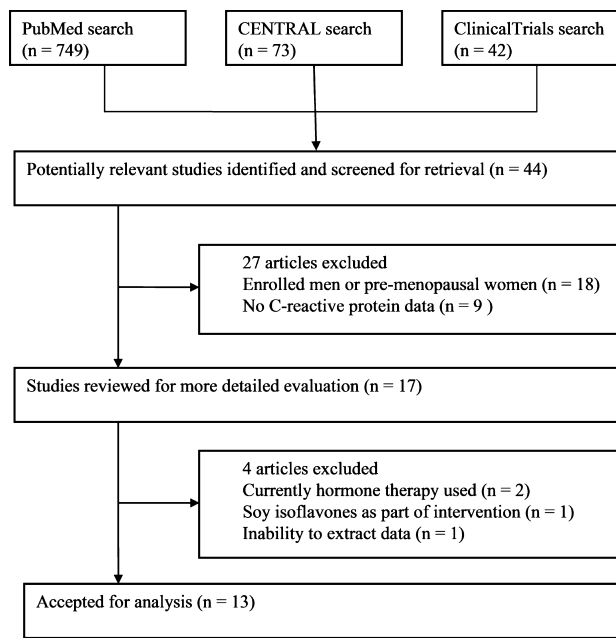 PubMed search
(n = 749)
CENTRAL search
(n = 73)
ClinicalTrials search
(n = 42)
Potentially relevant studies identified and screened for retrieval (n = 44)
27 articles excluded
Enrolled men or pre-menopausal women (n = 18)
No C-reactive protein data (n = 9 )
Studies reviewed for more detailed evaluation (n = 17)
4 articles excluded
Currently hormone therapy used (n = 2)
Soy isoflavones as part of intervention (n = 1)
Inability to extract data (n = 1)
Accepted for analysis (n = 13)